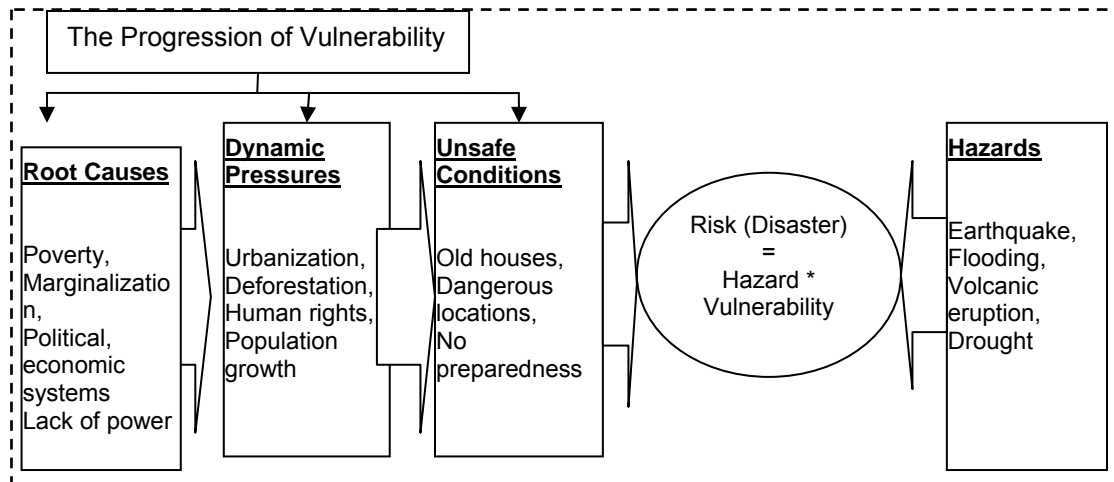 The Progression of Vulnerability
Root Causes
Poverty,
Marginalizatio
n,
Political,
economic
systems
Lack of power
Dynamic
Pressures
Urbanization,
Deforestation,
Human rights,
Population
growth
Unsafe
Conditions
Old houses,
Dangerous
locations,
No
preparedness
Risk (Disaster)
=
Hazard *
Vulnerability
Hazards
Earthquake,
Flooding,
Volcanic
eruption,
Drought